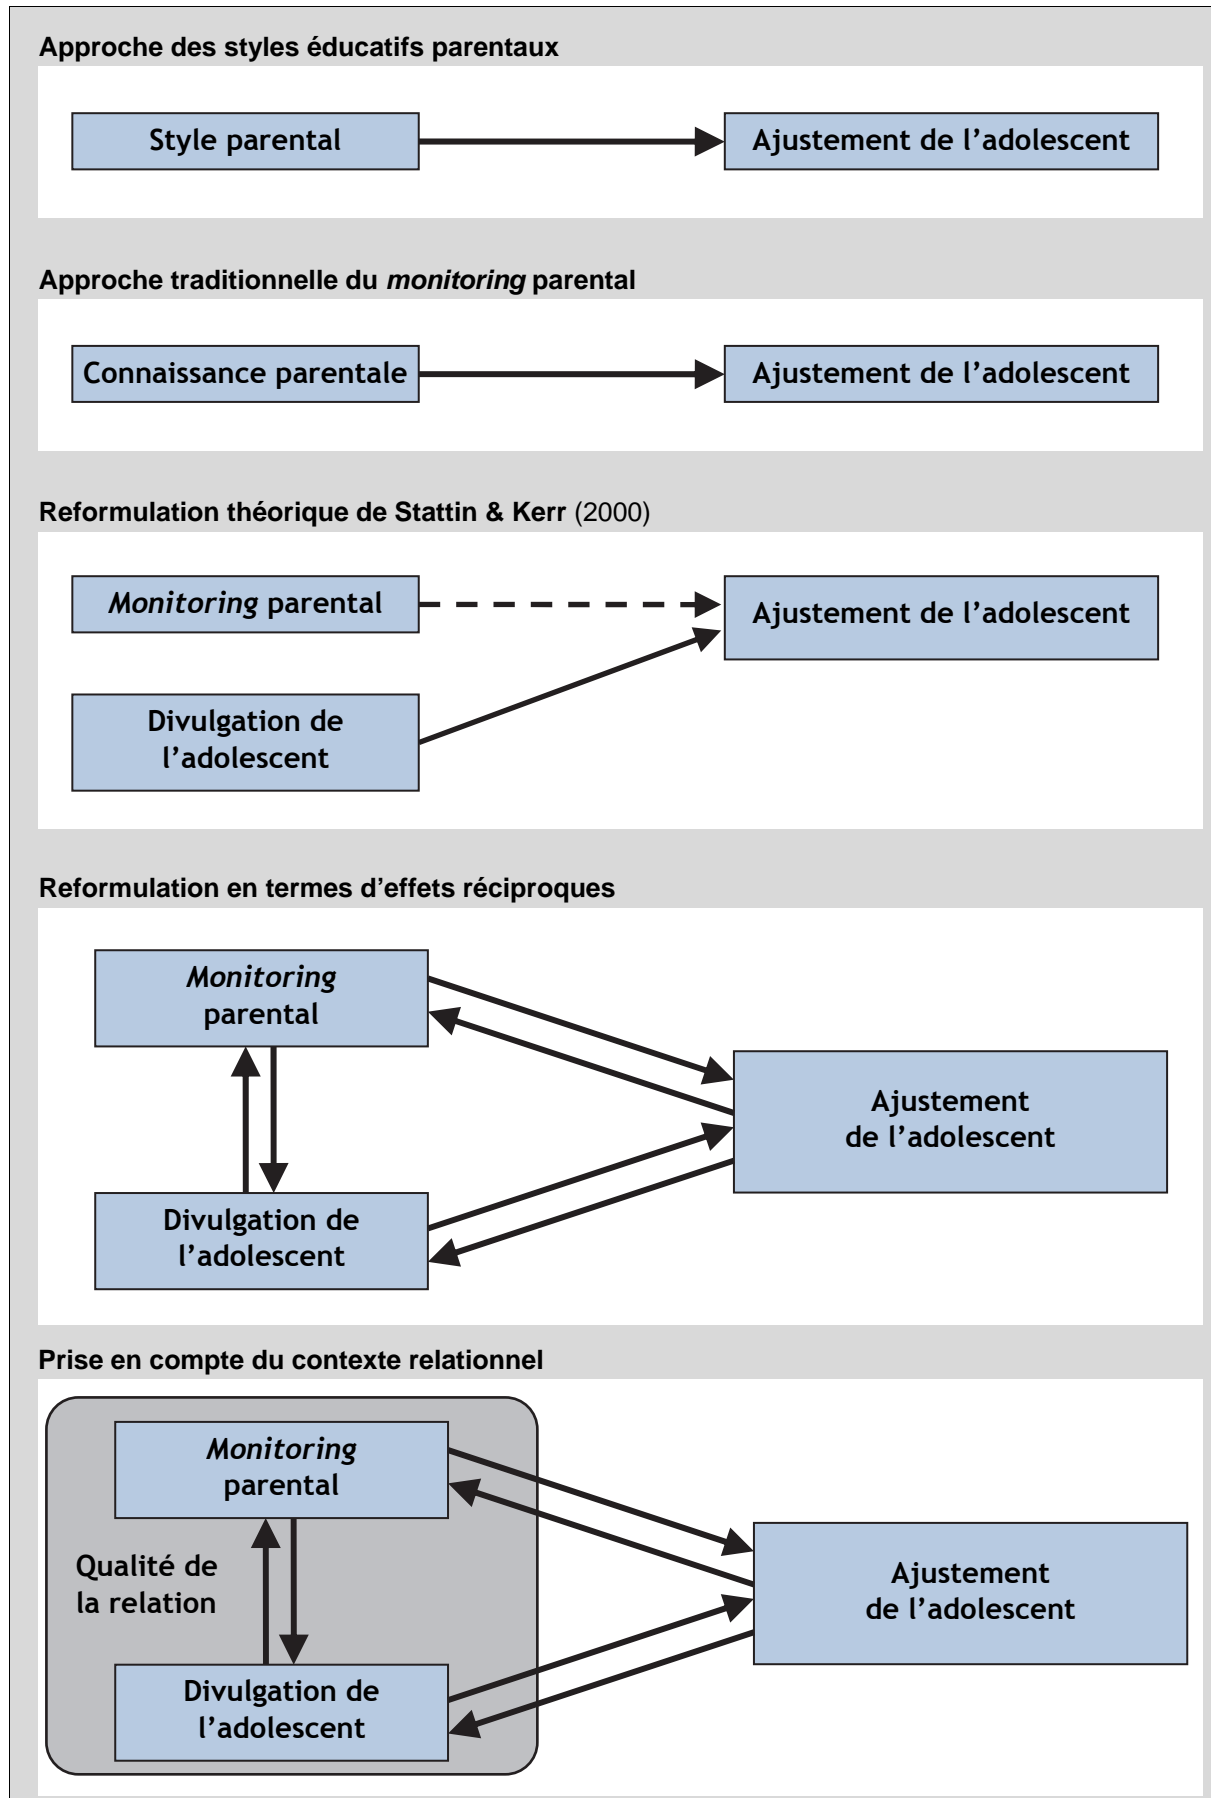 Approche des styles éducatifs parentaux
Style parental
Ajustement de l’adolescent
Approche traditionnelle du monitoring parental
Connaissance parentale
Ajustement de l’adolescent
Reformulation théorique de Stattin & Kerr (2000)
Monitoring parental
Ajustement de l’adolescent
Divulgation de
l’adolescent
Reformulation en termes d’effets réciproques
Monitoring
parental
Ajustement
de l’adolescent
Divulgation de
l’adolescent
Prise en compte du contexte relationnel
Monitoring
parental
Qualité de
la relation
Ajustement
de l’adolescent
Divulgation de
l’adolescent